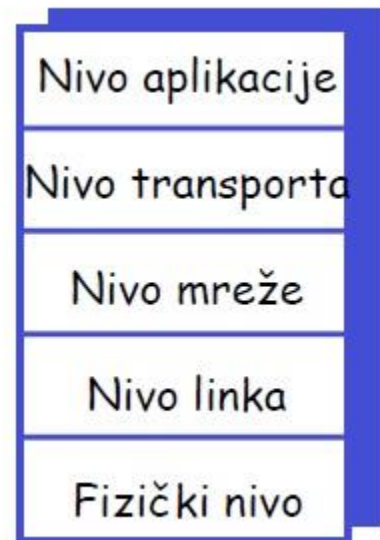 Nivo aplikacije
Nivo transporta
Nivo mreže
Nivo linka
Fizički nivo